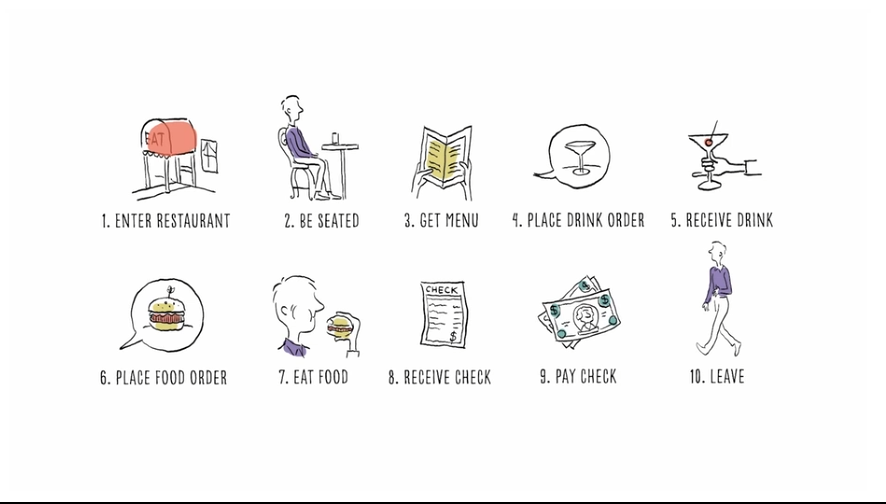 EAT
1. ENTER RESTAURANT
2. BE SEATED
3. GET MENU
4. PLACE DRINK ORDER
5. RECEIVE DRINK
6. PLACE FOOD ORDER
7. EAT FOOD
CHECK
$
8. RECEIVE CHECK
$ $
9. PAY CHECK
10. LEAVE